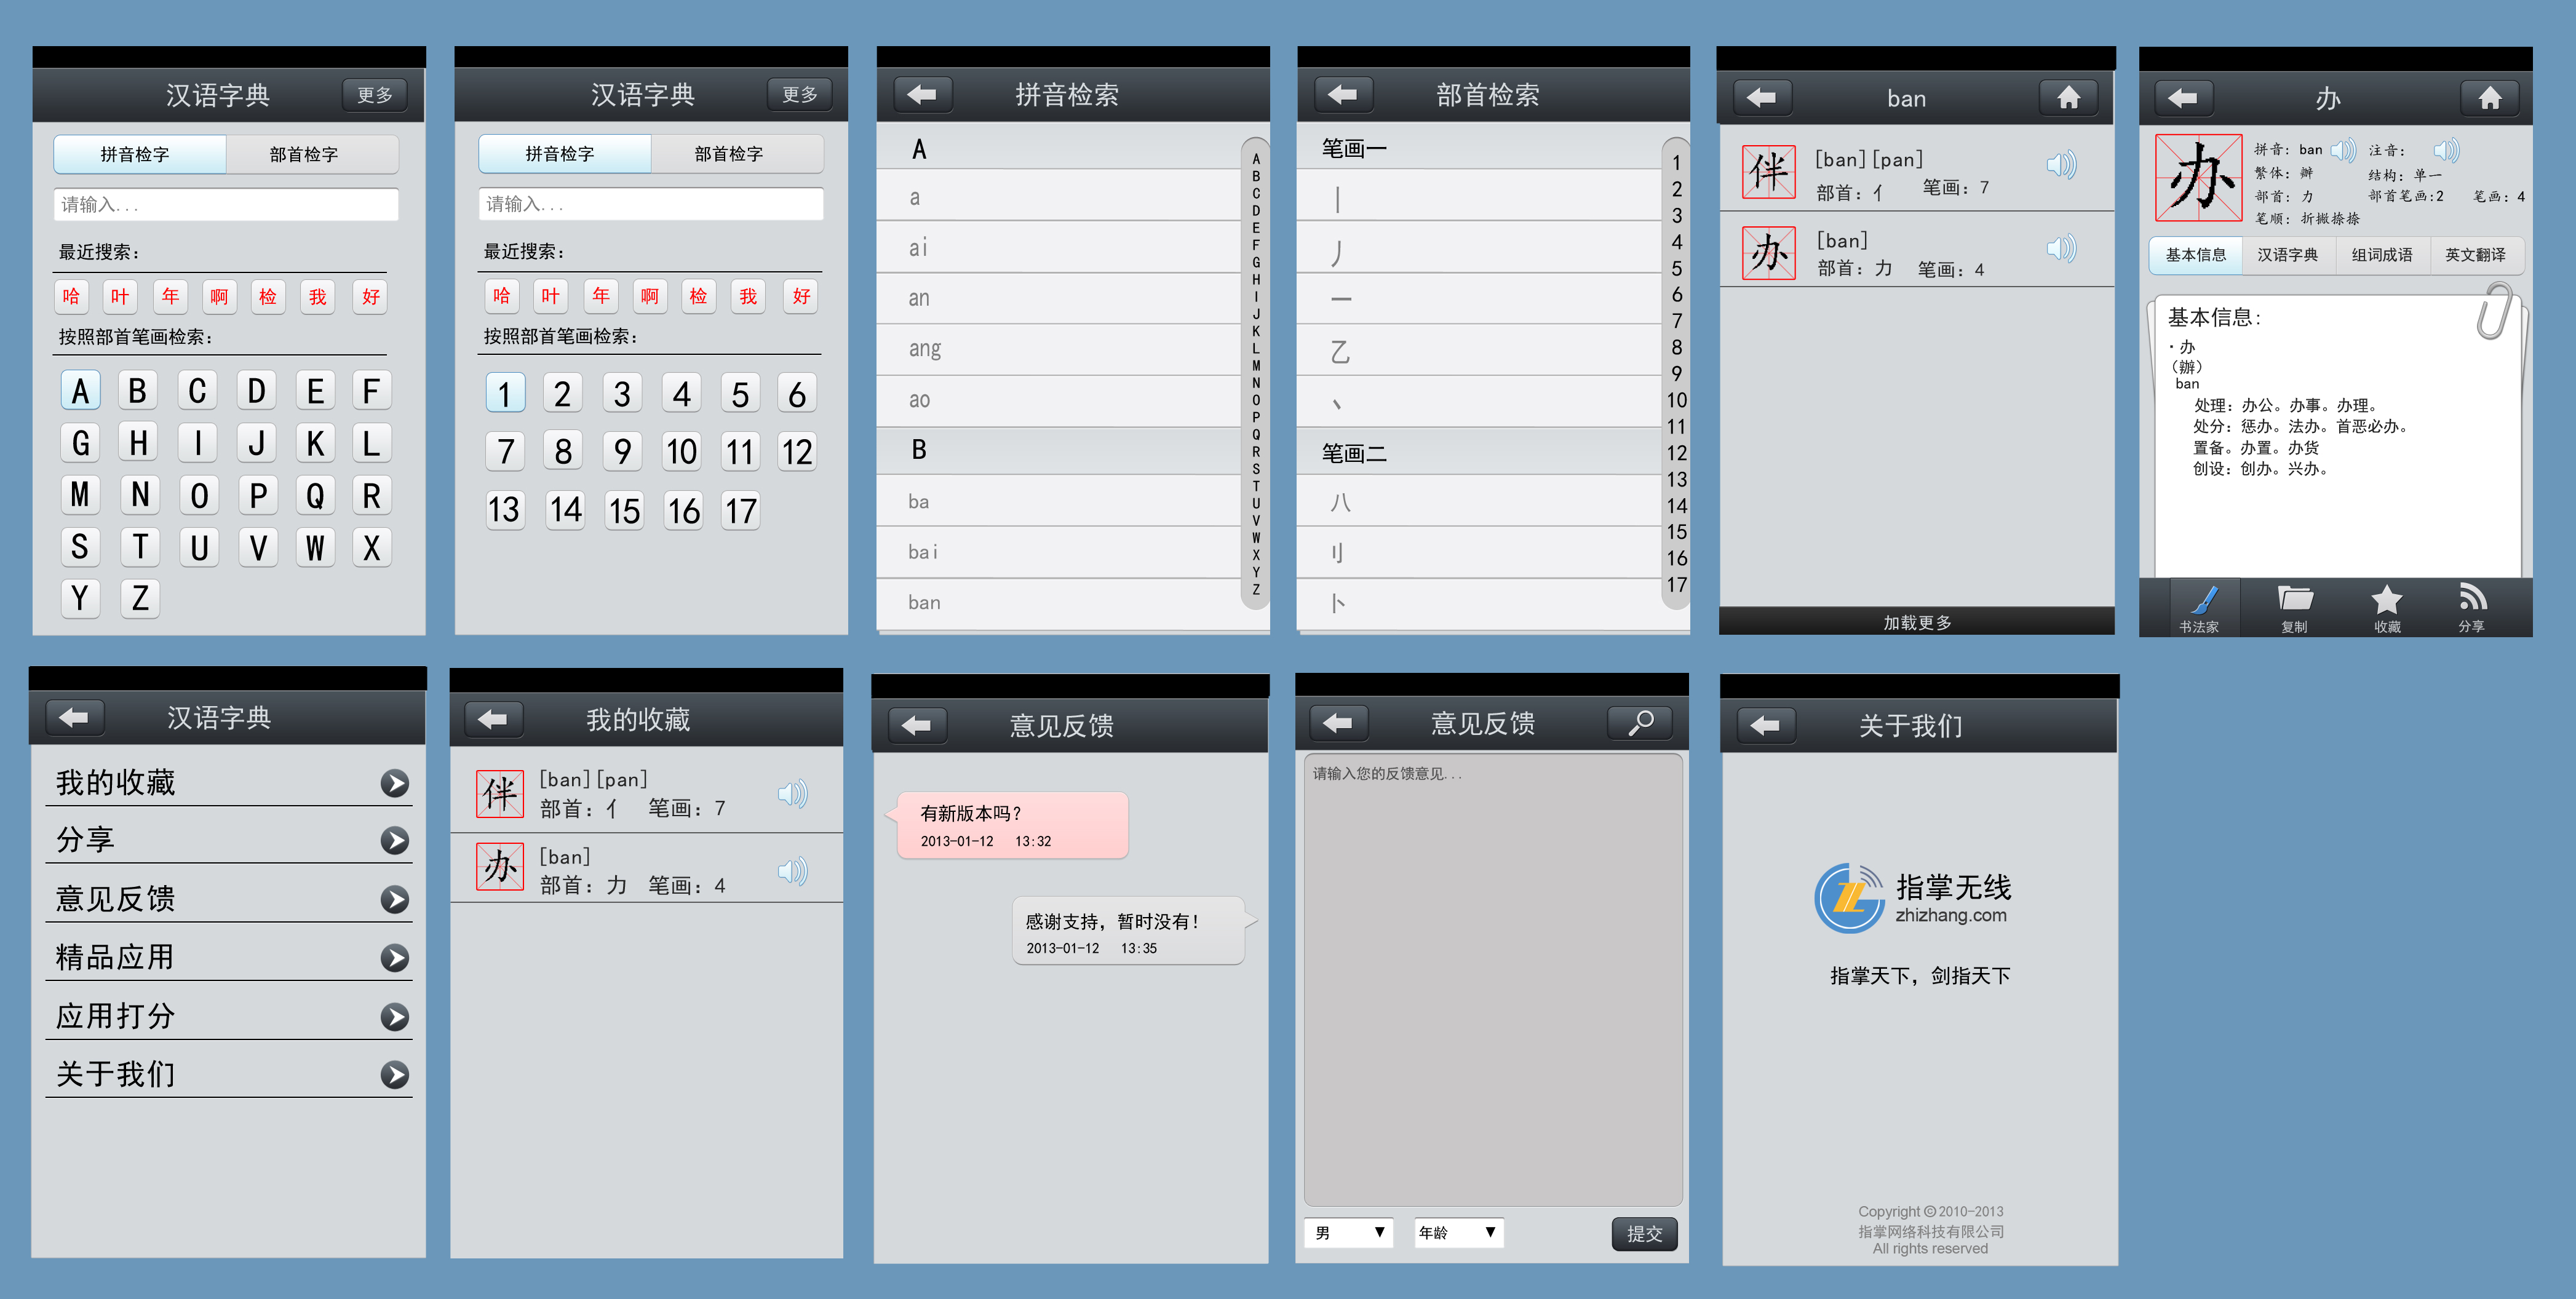 汉语字典 更多
拼音检字 部首检字
请输入...
最近搜索：
哈 叶 年 啊 检 我 好
按照部首笔画检索：
A B C D E F
G H I J K L
M N O P Q R
S T U V W X
Y Z
汉语字典 更多
拼音检字 部首检字
请输入...
最近搜索：
哈 叶 年 啊 检 我 好
按照部首笔画检索：
1 2 3 4 5 6
7 8 9 10 11 12
13 14 15 16 17
拼音检索
A
a
ai
an
ang
ao
B
ba
bai
ban
A
B
C
D
E
F
G
H
I
J
K
L
M
N
O
P
Q
R
S
T
U
V
W
X
Y
Z
部首检索
笔画一
丨
丿
一
乙
丶
笔画二
八
刂
卜
1
2
3
4
5
6
7
8
9
10
11
12
13
14
15
16
17
ban
伴
[ban][pan]
部首：亻 笔画：7
办
[ban]
部首：力 笔画：4
加载更多
办
办
拼音：ban 注音：
繁体：辦 结构：单一
部首：力 部首笔画:2 笔画：4
笔顺：折撇捺捺
基本信息 汉语字典 组词成语 英文翻译
基本信息：
·办
（辦）
ban
处理：办公。办事。办理。
处分：惩办。法办。首恶必办。
置备。办置。办货
创设：创办。兴办。
书法家 复制 收藏 分享
汉语字典
我的收藏
分享
意见反馈
精品应用
应用打分
关于我们
我的收藏
伴
[ban][pan]
部首：亻 笔画：7
办
[ban]
部首：力 笔画：4
意见反馈
有新版本吗？
2013-01-12 13:32
感谢支持，暂时没有！
2013-01-12 13:35
意见反馈
请输入您的反馈意见...
男 年龄 提交
关于我们
指掌无线
zhizhang.com
指掌天下，剑指天下
Copyright ©2010-2013
指掌网络科技有限公司
All rights reserved